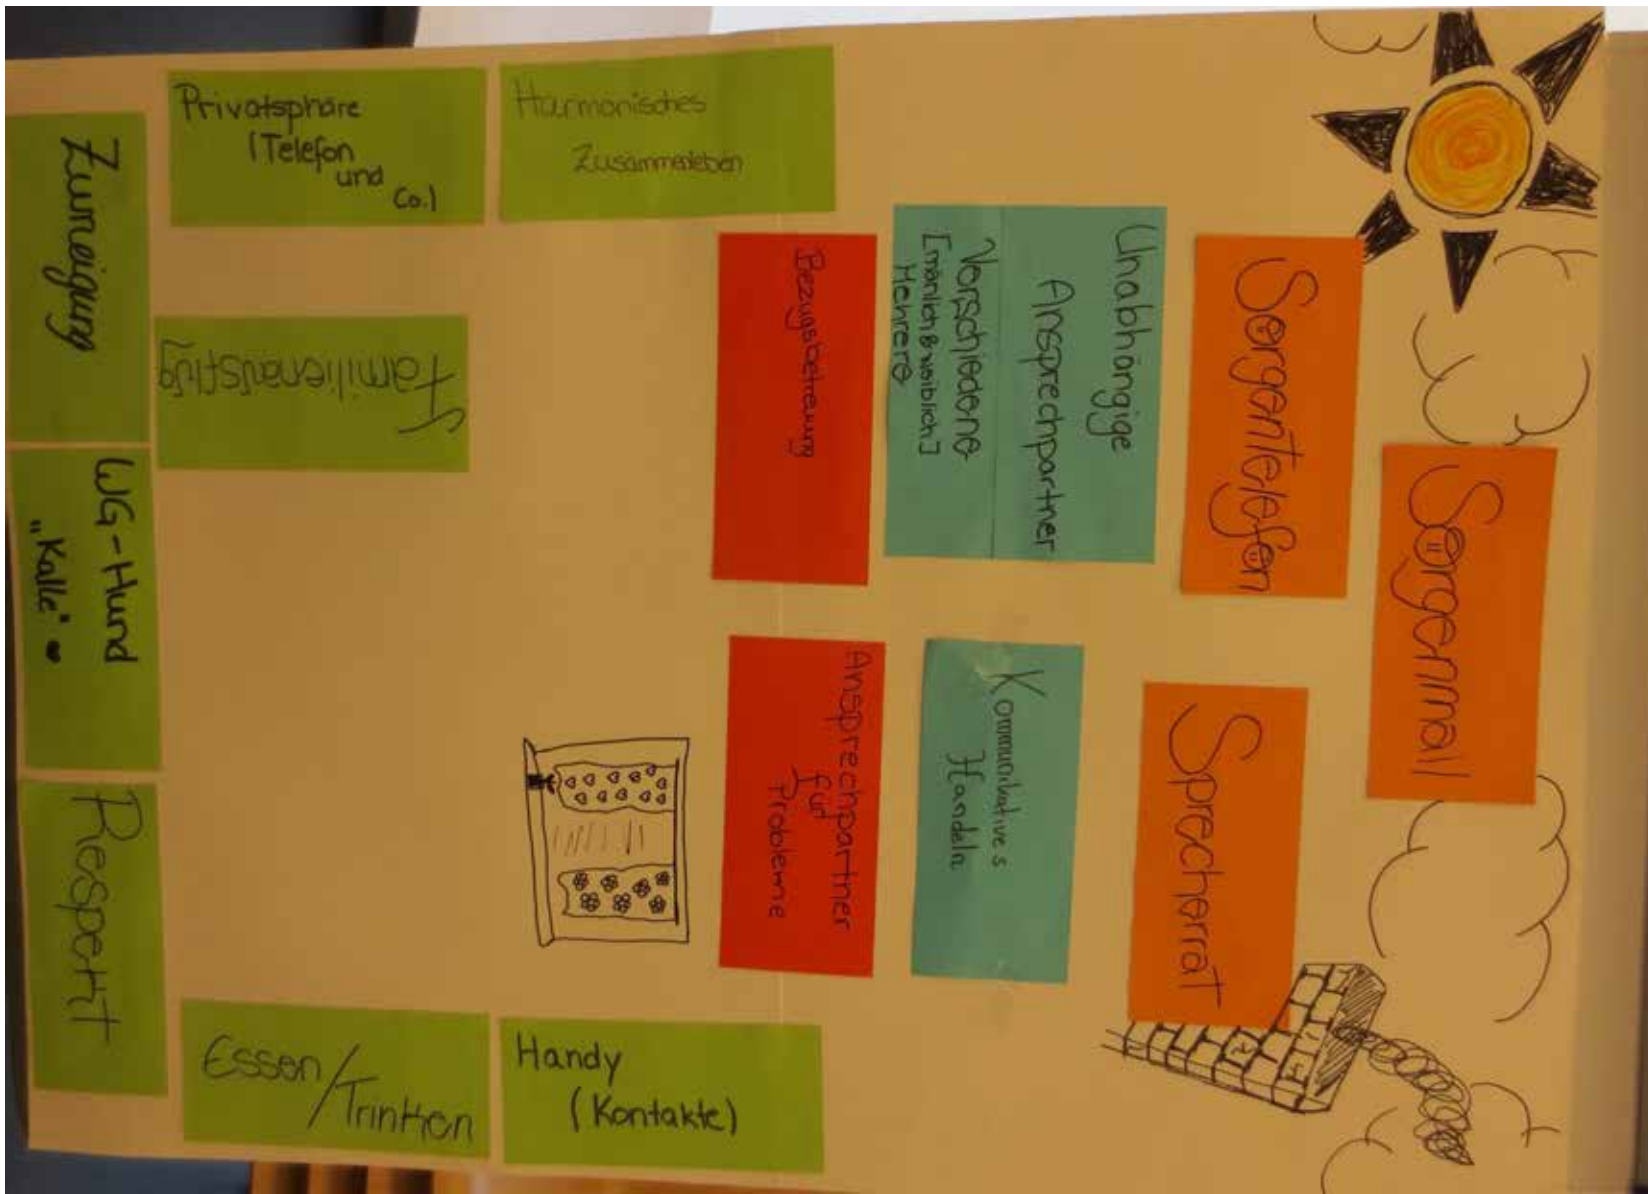 Sorgenmail
Sorgentelefon
Sprecherrat
Unabhängige
Ansprechpartner
Verschiedene
[mänlich & weiblich]
Mehrere
Kommunikatives
Handeln
Bezugsbetreuung
Ansprechpartner
für
Probleme
Harmonisches
Zusammenleben
Handy
(Kontakte)
Privatsphäre
(Telefon
und
Co.)
Familienausflug
Essen/
Trinken
Zuneigung
WG-Hund
„Kalle“
Respekt